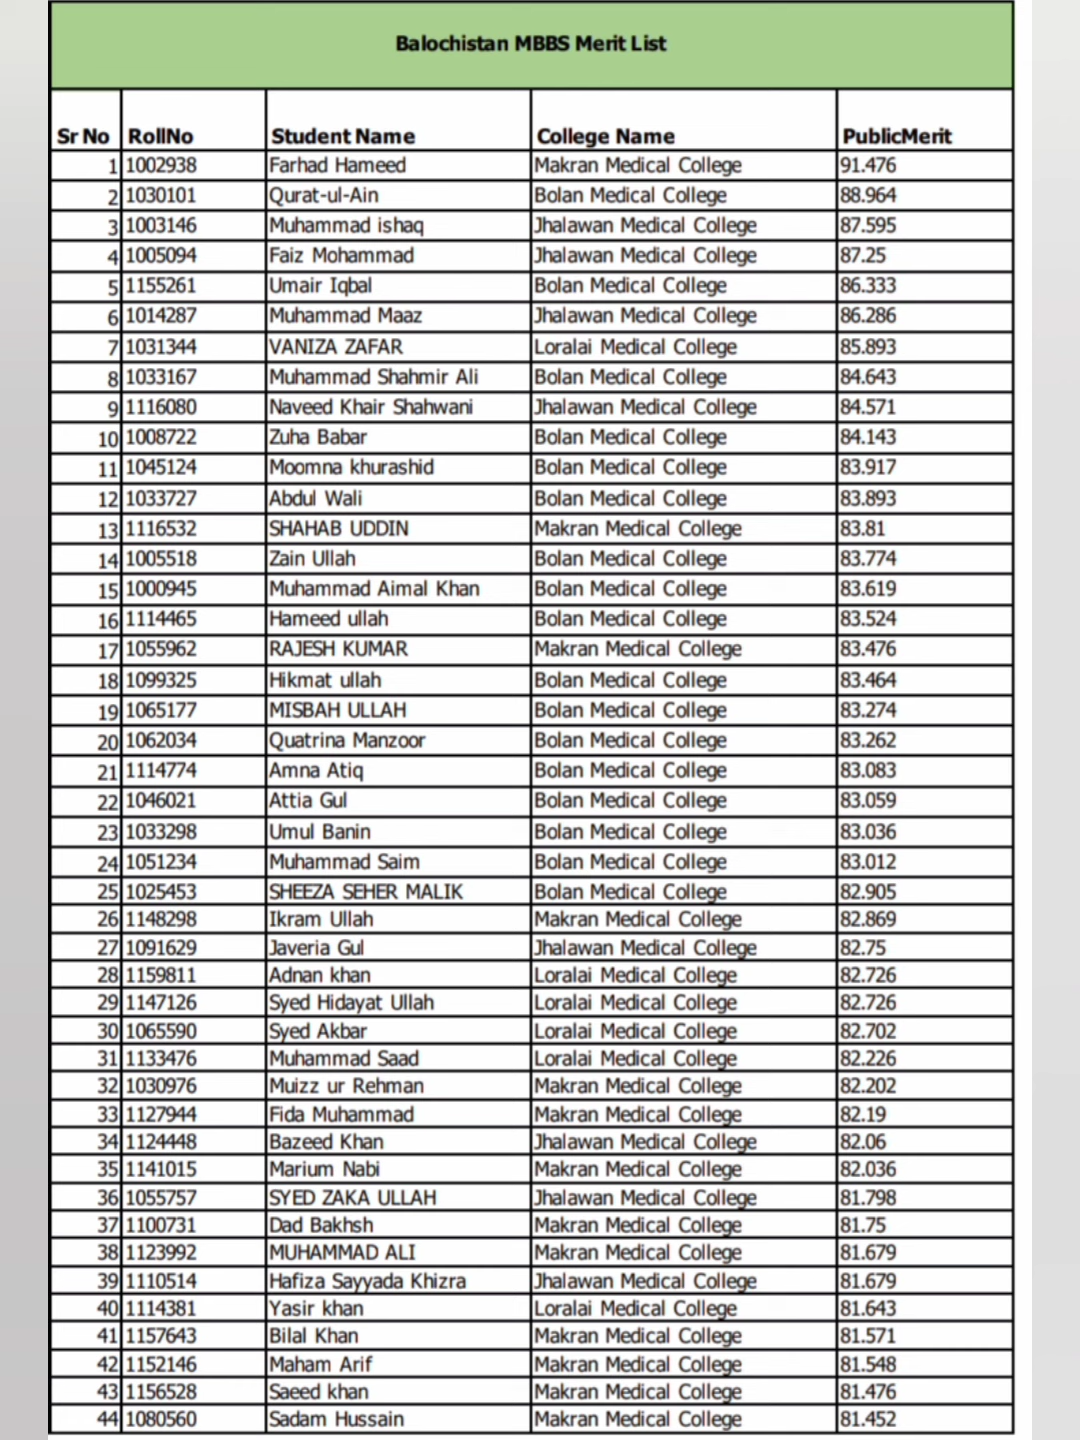 Balochistan MBBS Merit List
Sr No RollNo Student Name College Name PublicMerit
1 1002938 Farhad Hameed Makran Medical College 91.476
2 1030101 Qurat-ul-Ain Bolan Medical College 88.964
3 1003146 Muhammad ishaq Jhalawan Medical College 87.595
4 1005094 Faiz Mohammad Jhalawan Medical College 87.25
5 1155261 Umair Iqbal Bolan Medical College 86.333
6 1014287 Muhammad Maaz Jhalawan Medical College 86.286
7 1031344 VANIZA ZAFAR Loralai Medical College 85.893
8 1033167 Muhammad Shahmir Ali Bolan Medical College 84.643
9 1116080 Naveed Khair Shahwani Jhalawan Medical College 84.571
10 1008722 Zuha Babar Bolan Medical College 84.143
11 1045124 Moomna khurashid Bolan Medical College 83.917
12 1033727 Abdul Wali Bolan Medical College 83.893
13 1116532 SHAHAB UDDIN Makran Medical College 83.81
14 1005518 Zain Ullah Bolan Medical College 83.774
15 1000945 Muhammad Aimal Khan Bolan Medical College 83.619
16 1114465 Hameed ullah Bolan Medical College 83.524
17 1055962 RAJESH KUMAR Makran Medical College 83.476
18 1099325 Hikmat ullah Bolan Medical College 83.464
19 1065177 MISBAH ULLAH Bolan Medical College 83.274
20 1062034 Quatrina Manzoor Bolan Medical College 83.262
21 1114774 Amna Atiq Bolan Medical College 83.083
22 1046021 Attia Gul Bolan Medical College 83.059
23 1033298 Umul Banin Bolan Medical College 83.036
24 1051234 Muhammad Saim Bolan Medical College 83.012
25 1025453 SHEEZA SEHER MALIK Bolan Medical College 82.905
26 1148298 Ikram Ullah Makran Medical College 82.869
27 1091629 Javeria Gul Jhalawan Medical College 82.75
28 1159811 Adnan khan Loralai Medical College 82.726
29 1147126 Syed Hidayat Ullah Loralai Medical College 82.726
30 1065590 Syed Akbar Loralai Medical College 82.702
31 1133476 Muhammad Saad Loralai Medical College 82.226
32 1030976 Muizz ur Rehman Makran Medical College 82.202
33 1127944 Fida Muhammad Makran Medical College 82.19
34 1124448 Bazeed Khan Jhalawan Medical College 82.06
35 1141015 Marium Nabi Makran Medical College 82.036
36 1055757 SYED ZAKA ULLAH Jhalawan Medical College 81.798
37 1100731 Dad Bakhsh Makran Medical College 81.75
38 1123992 MUHAMMAD ALI Makran Medical College 81.679
39 1110514 Hafiza Sayyada Khizra Jhalawan Medical College 81.679
40 1114381 Yasir khan Loralai Medical College 81.643
41 1157643 Bilal Khan Makran Medical College 81.571
42 1152146 Maham Arif Makran Medical College 81.548
43 1156528 Saeed khan Makran Medical College 81.476
44 1080560 Sadam Hussain Makran Medical College 81.452